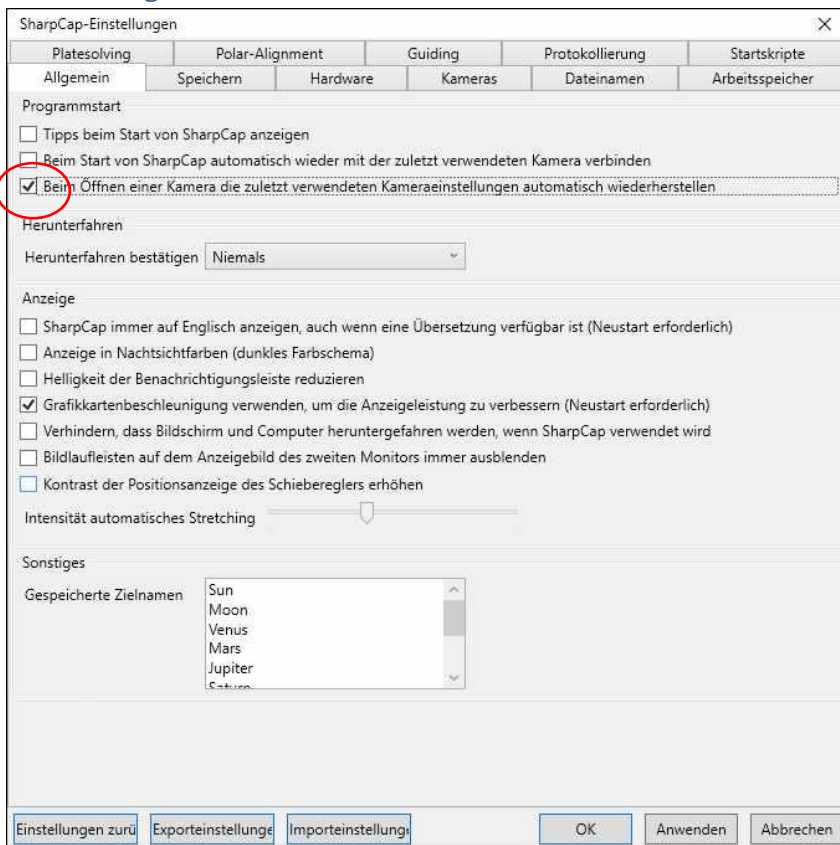 SharpCap-Einstellungen
Platesolving Polar-Alignment Guiding Protokollierung Startskripte
Allgemein Speichern Hardware Kameras Dateinamen Arbeitsspeicher
Programmstart
Tipps beim Start von SharpCap anzeigen
Beim Start von SharpCap automatisch wieder mit der zuletzt verwendeten Kamera verbinden
Beim Öffnen einer Kamera die zuletzt verwendeten Kameraeinstellungen automatisch wiederherstellen
Herunterfahren
Herunterfahren bestätigen Niemals
Anzeige
SharpCap immer auf Englisch anzeigen, auch wenn eine Übersetzung verfügbar ist (Neustart erforderlich)
Anzeige in Nachtsichtfarben (dunkles Farbschema)
Helligkeit der Benachrichtigungsleiste reduzieren
Grafikkartenbeschleunigung verwenden, um die Anzeigeleistung zu verbessern (Neustart erforderlich)
Verhindern, dass Bildschirm und Computer heruntergefahren werden, wenn SharpCap verwendet wird
Bildlaufleisten auf dem Anzeigebild des zweiten Monitors immer ausblenden
Kontrast der Positionsanzeige des Schiebereglers erhöhen
Intensität automatisches Stretching
Sonstiges
Gespeicherte Zielnamen Sun
Moon
Venus
Mars
Jupiter
Saturn
Einstellungen zurü Exporteinstellunge Importeinstellung OK Anwenden Abbrechen